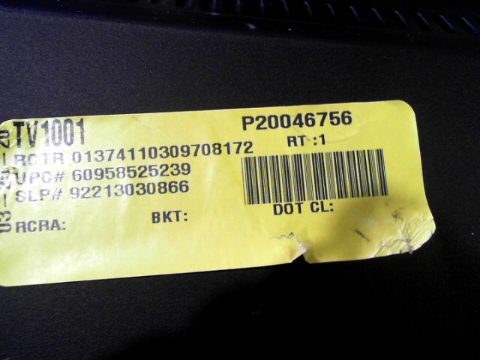 TV1001
P20046756
RCTR 01374110309708172
RT :1
UPC# 60958525239
SLP# 92213030866
RCRA:
BKT:
DOT CL: